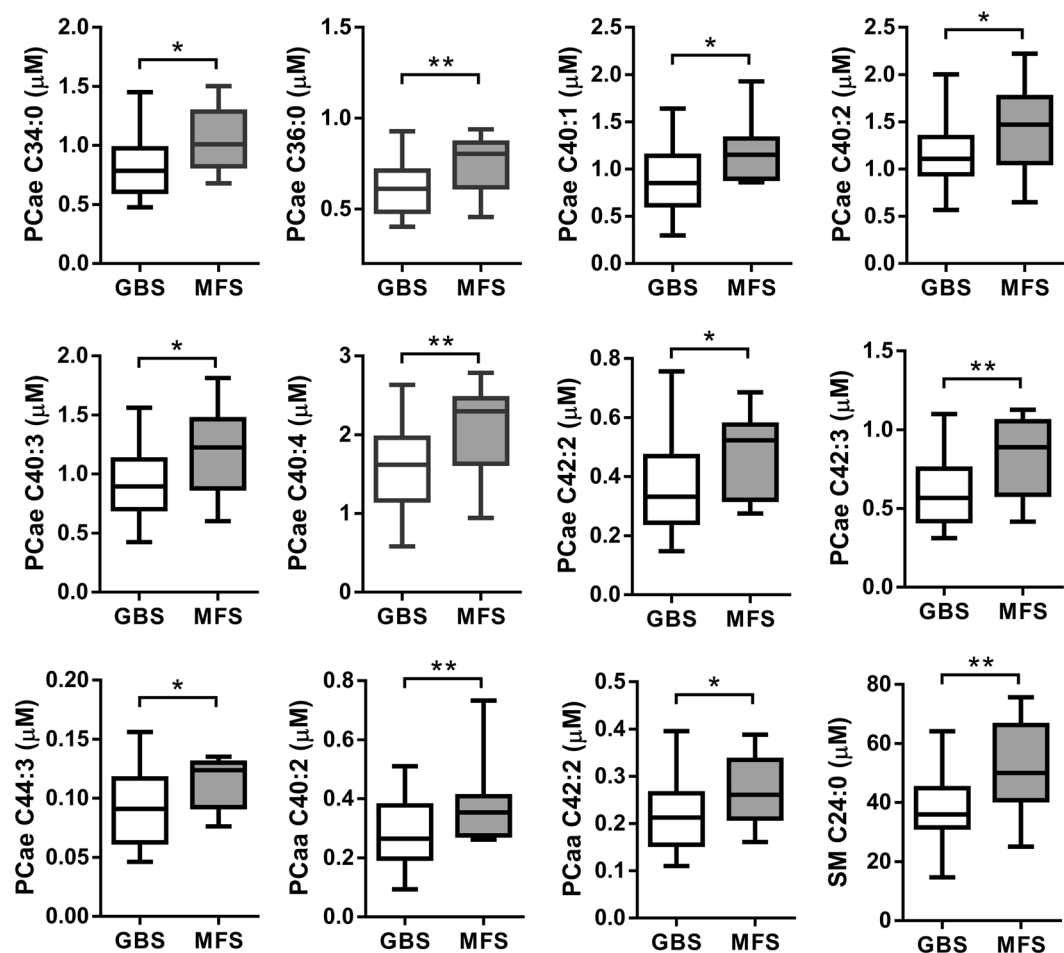 PCae C34:0 (μM)
2.0
1.5
1.0
0.5
0.0
*
GBS MFS
PCae C36:0 (μM)
1.5
1.0
0.5
**
GBS MFS
PCae C40:1 (μM)
2.5
2.0
1.5
1.0
0.5
0.0
*
GBS MFS
PCae C40:2 (μM)
2.5
2.0
1.5
1.0
0.5
0.0
*
GBS MFS
PCae C40:3 (μM)
2.0
1.5
1.0
0.5
0.0
*
GBS MFS
PCae C40:4 (μM)
3
2
1
0
**
GBS MFS
PCae C42:2 (μM)
0.8
0.6
0.4
0.2
0.0
*
GBS MFS
PCae C42:3 (μM)
1.5
1.0
0.5
0.0
**
GBS MFS
PCae C44:3 (μM)
0.20
0.15
0.10
0.05
0.00
*
GBS MFS
PCaa C40:2 (μM)
0.8
0.6
0.4
0.2
0.0
**
GBS MFS
PCaa C42:2 (μM)
0.5
0.4
0.3
0.2
0.1
0.0
*
GBS MFS
SM C24:0 (μM)
80
60
40
20
0
**
GBS MFS